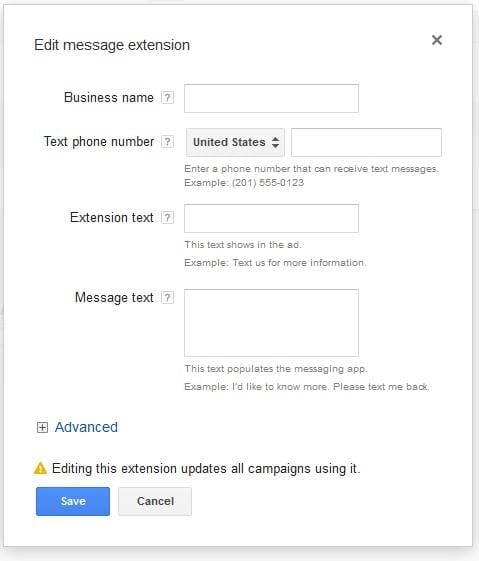 Edit message extension
Business name ?
Text phone number ? United States
Enter a phone number that can receive text messages.
Example: (201) 555-0123
Extension text ?
This text shows in the ad.
Example: Text us for more information.
Message text ?
This text populates the messaging app.
Example: I'd like to know more. Please text me back.
Advanced
Editing this extension updates all campaigns using it.
Save Cancel